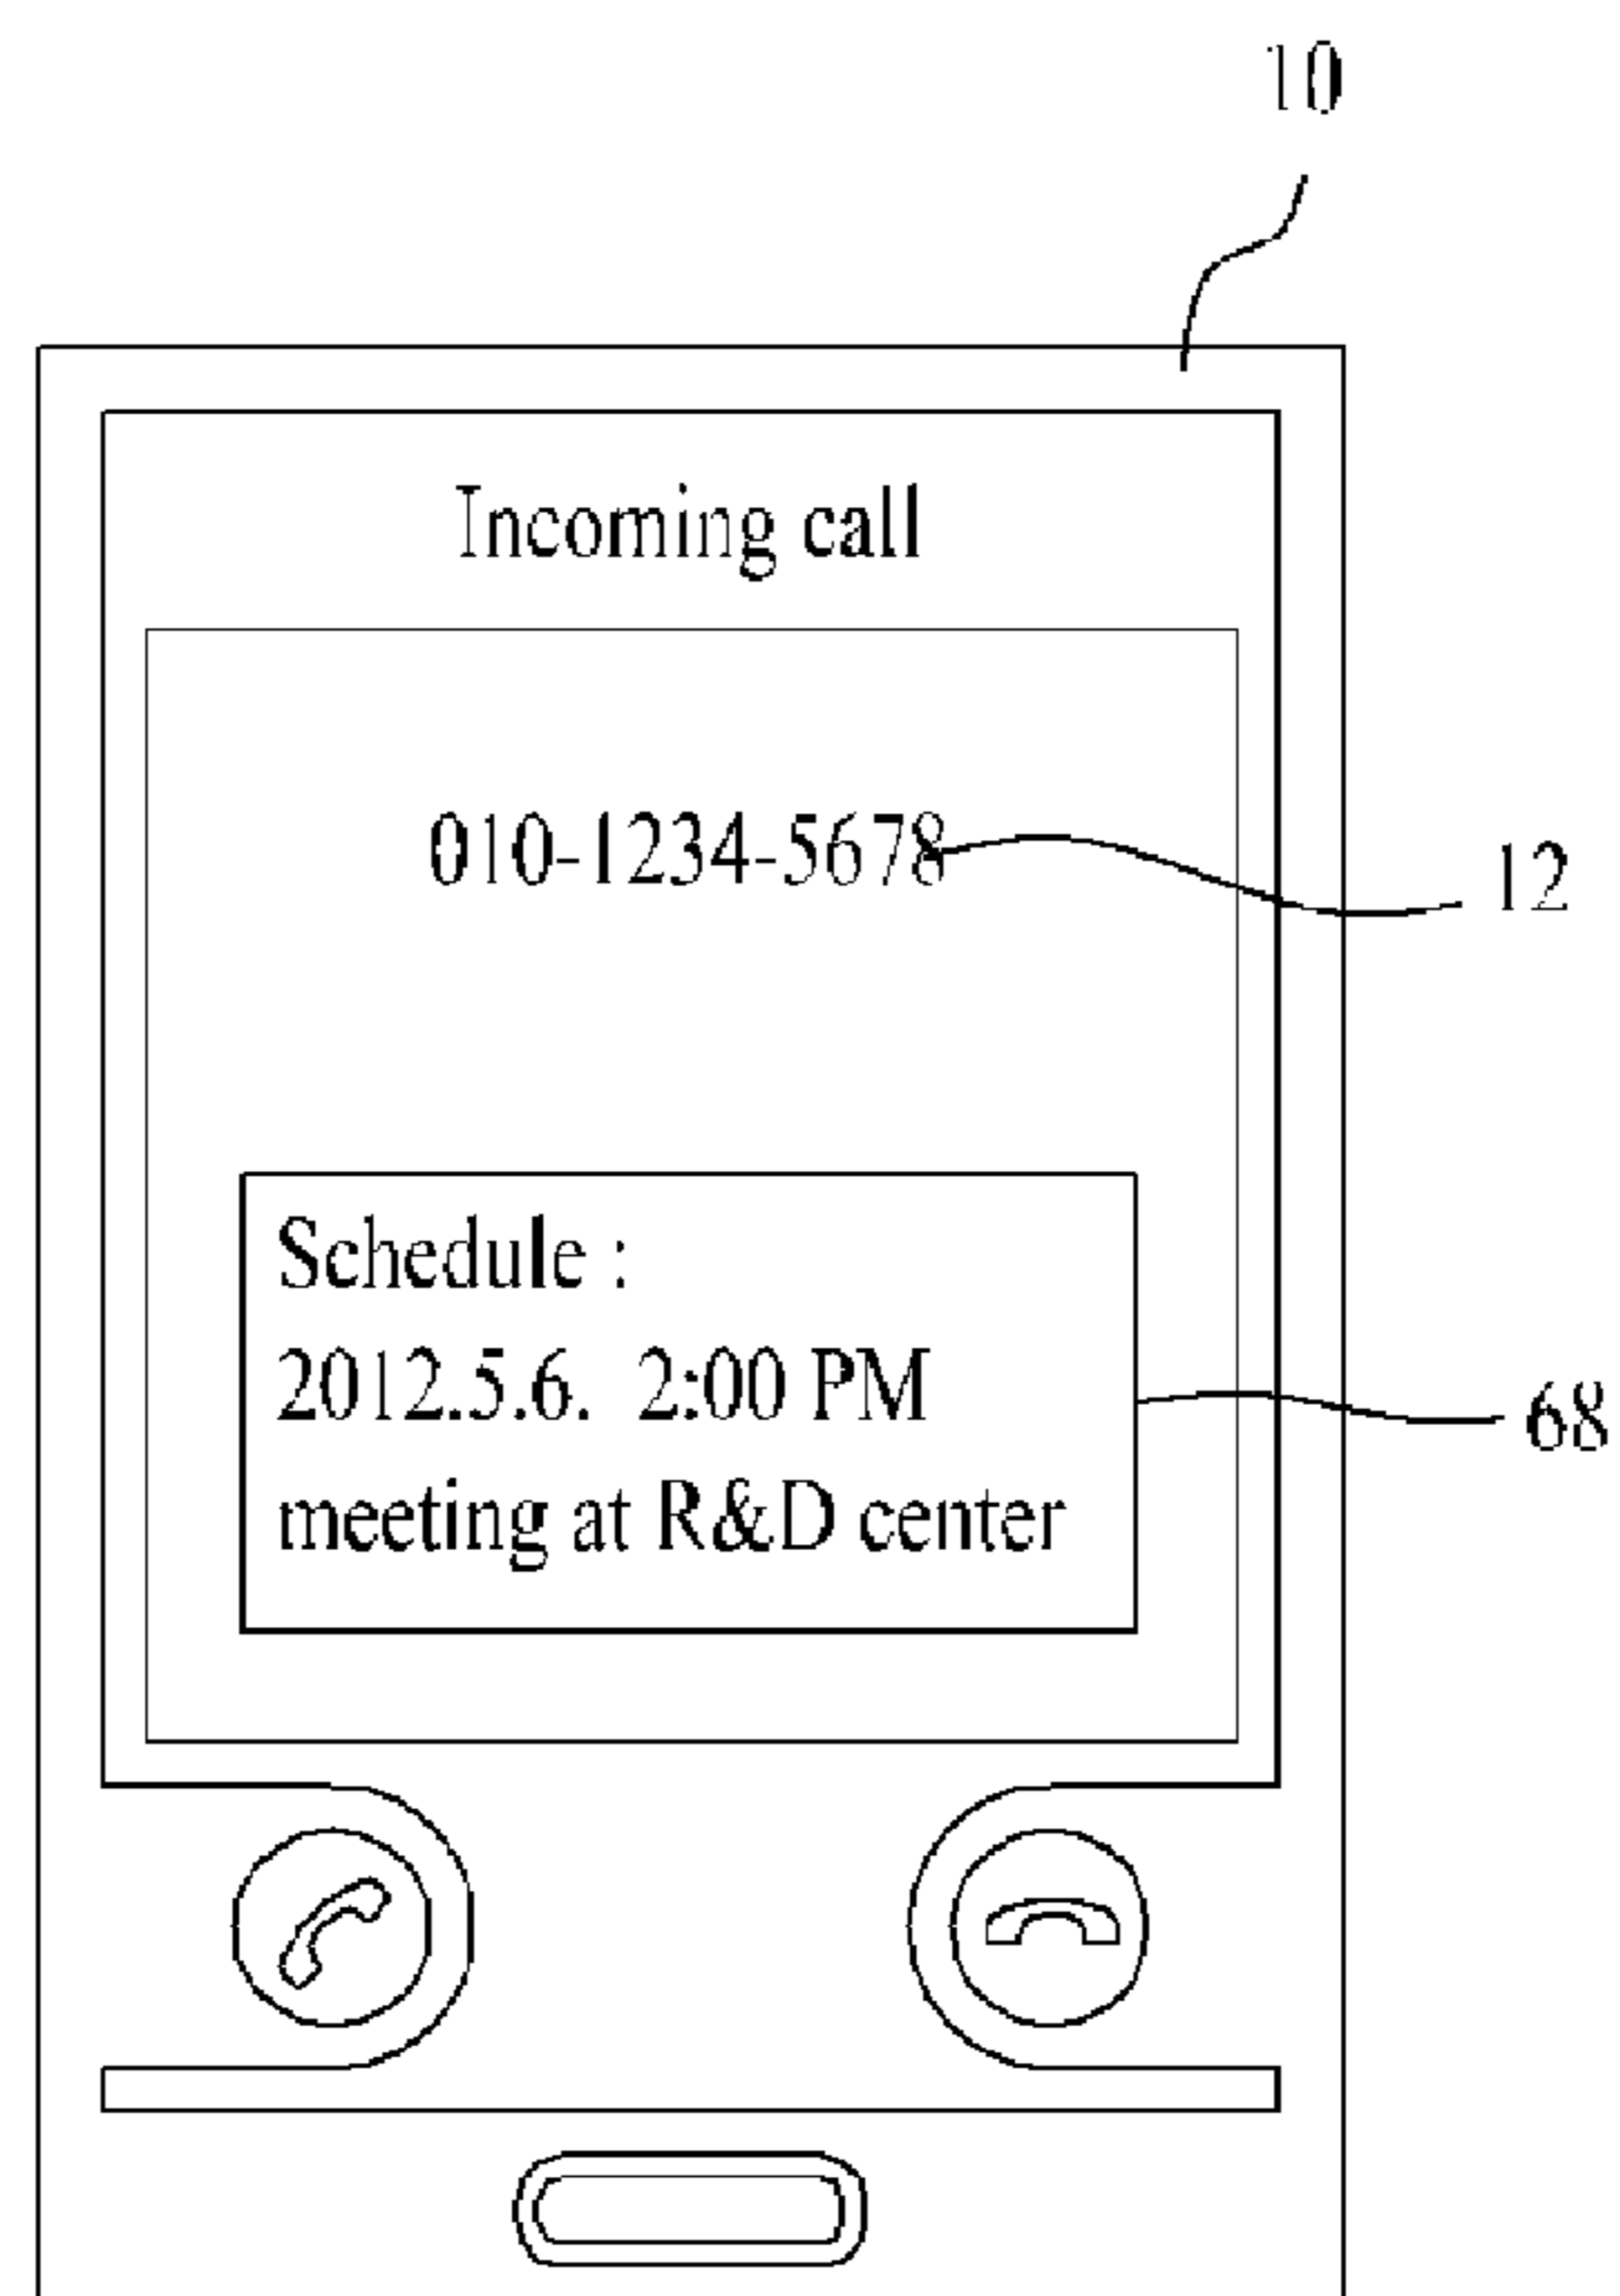 10
Incoming call
010-1234-5678
12
Schedule :
2012.5.6. 2:00 PM
68
meeting at R&D center